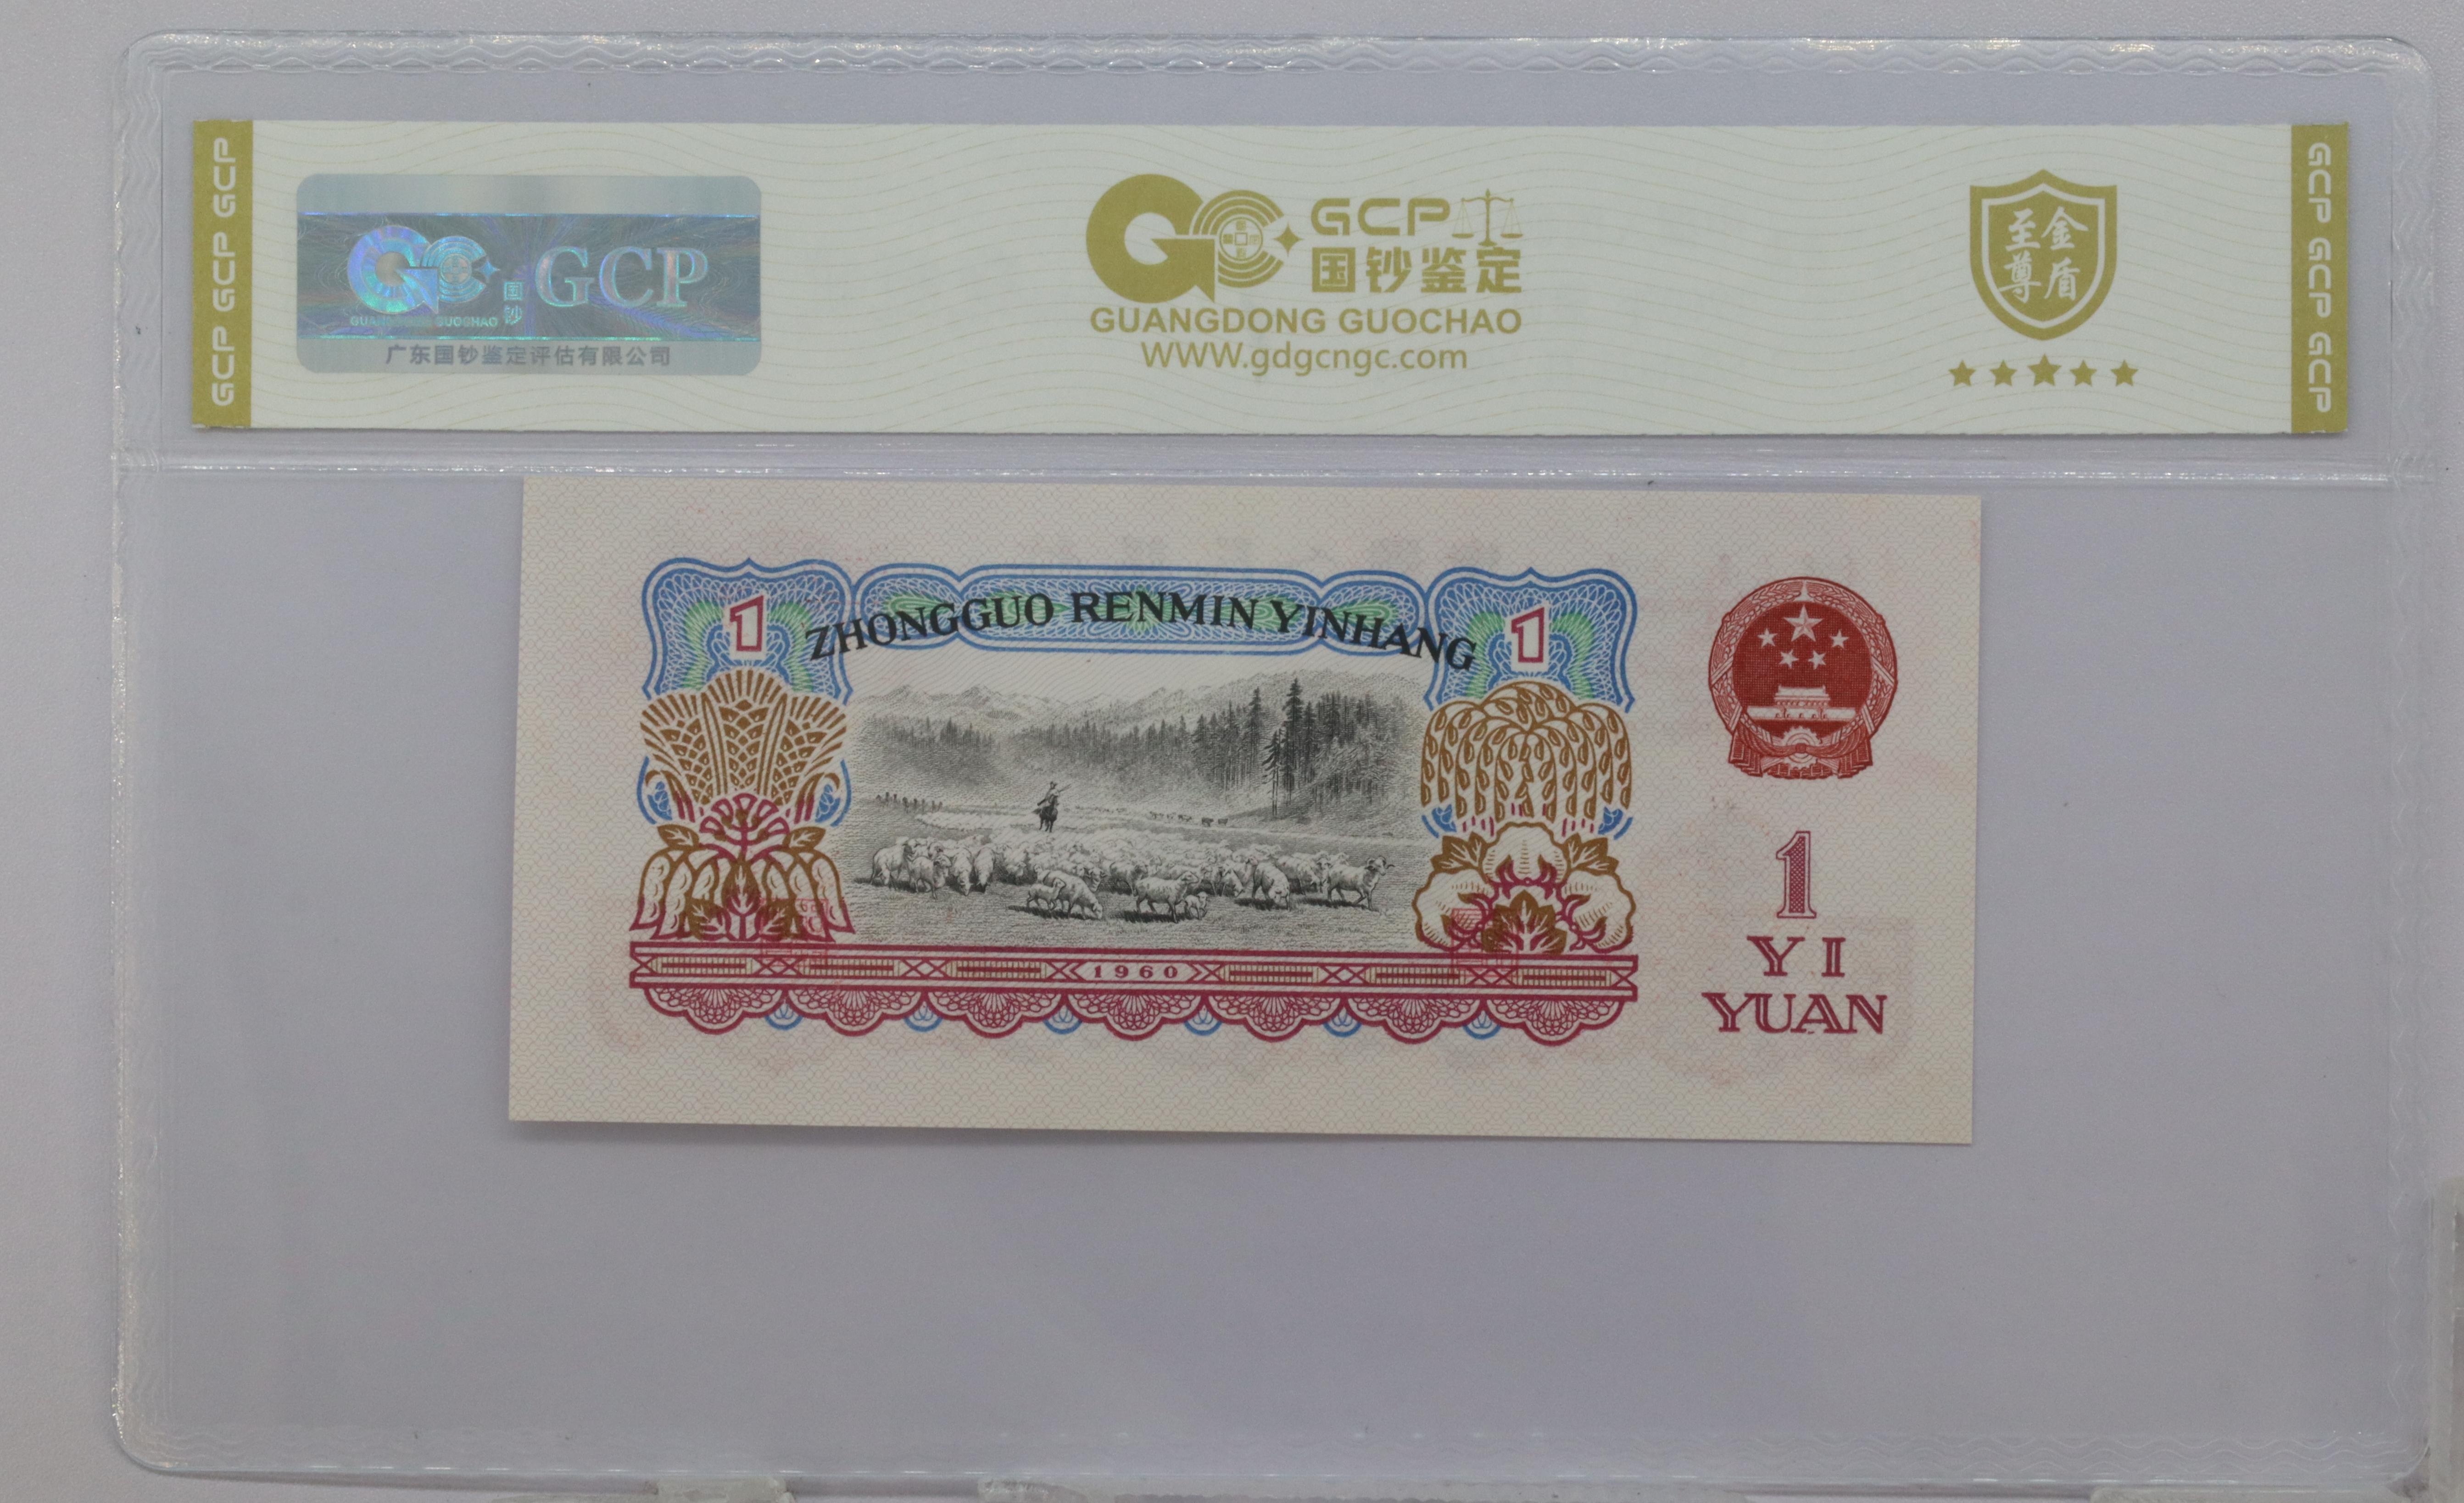 GCP GCP GCP
国钞
GCP
GUANGDONG GUOCHAO
广东国钞鉴定评估有限公司
GCP
国钞鉴定
GUANGDONG GUOCHAO
WWW.gdgcngc.com
金盾
至尊
GCP GCP GCP
1
ZHONGGUO RENMIN YINHANG
1
1960
1
YI
YUAN